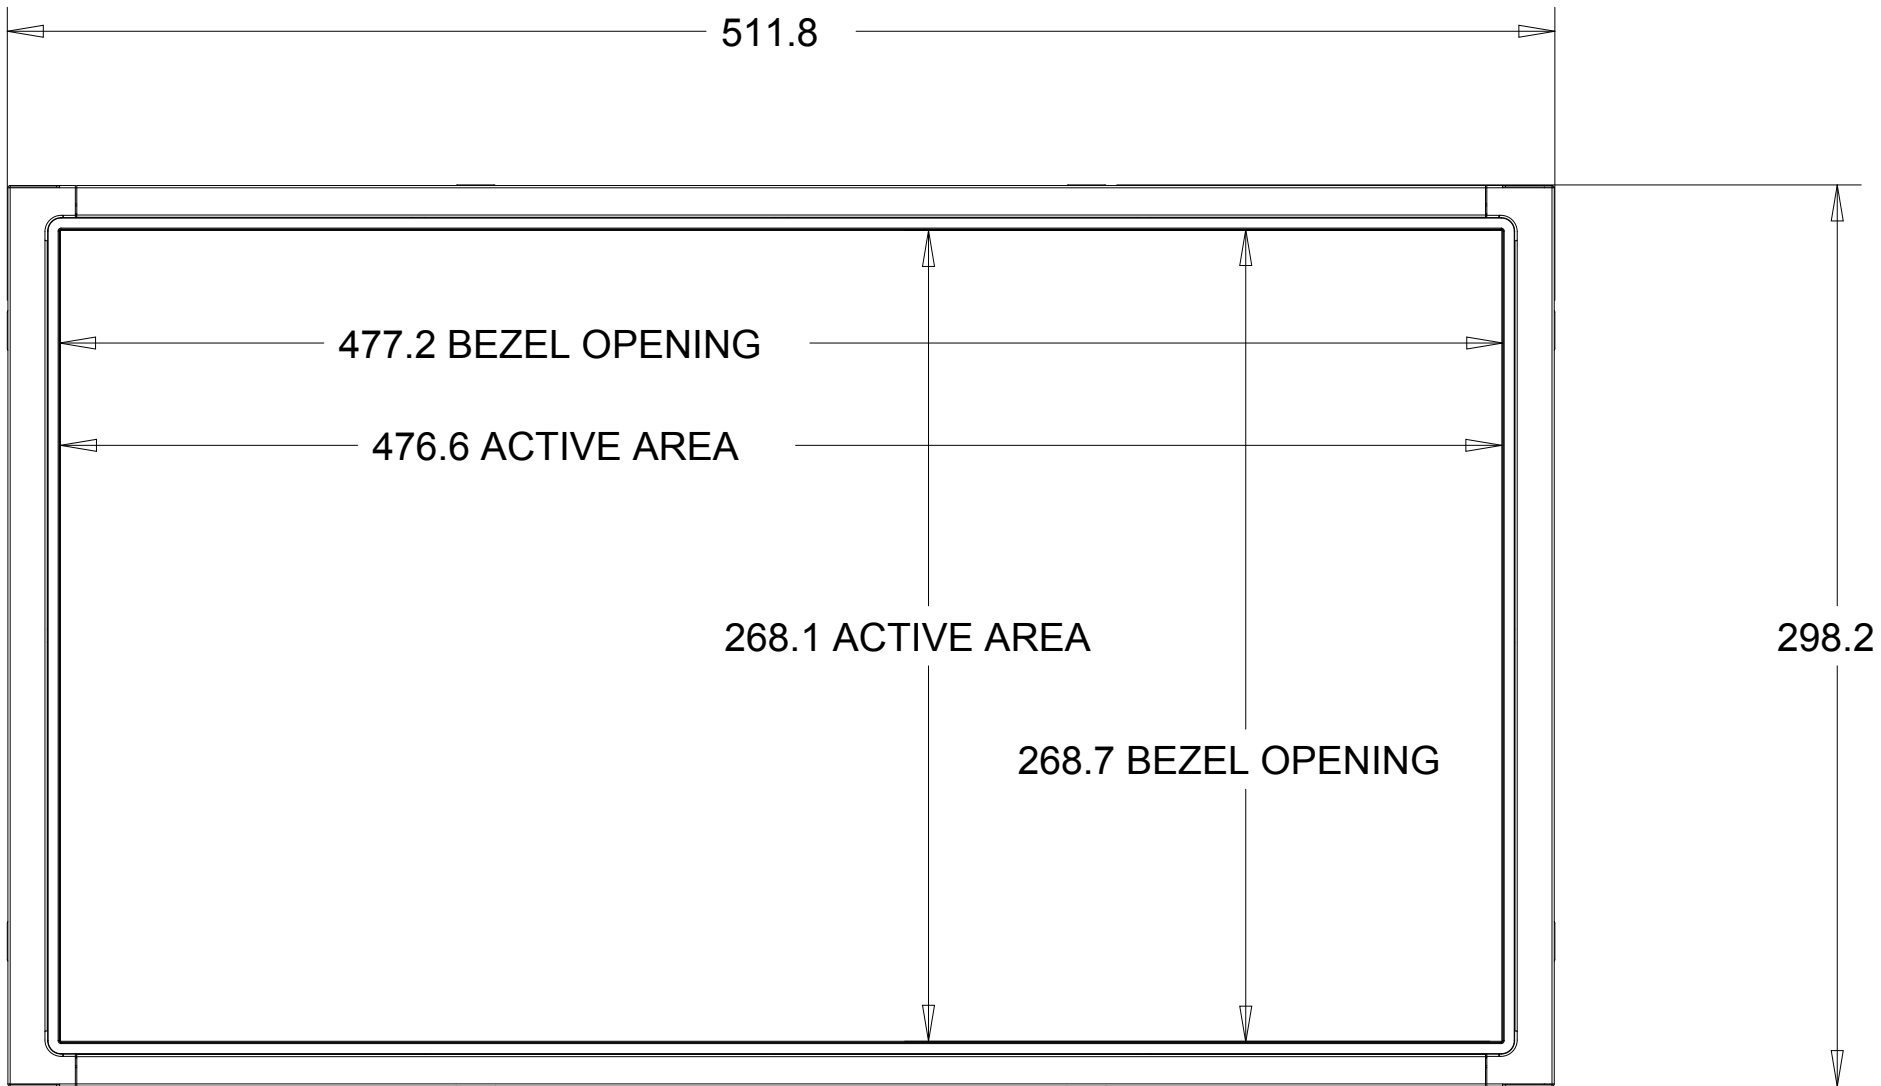 511.8
477.2 BEZEL OPENING
476.6 ACTIVE AREA
268.1 ACTIVE AREA
298.2
268.7 BEZEL OPENING